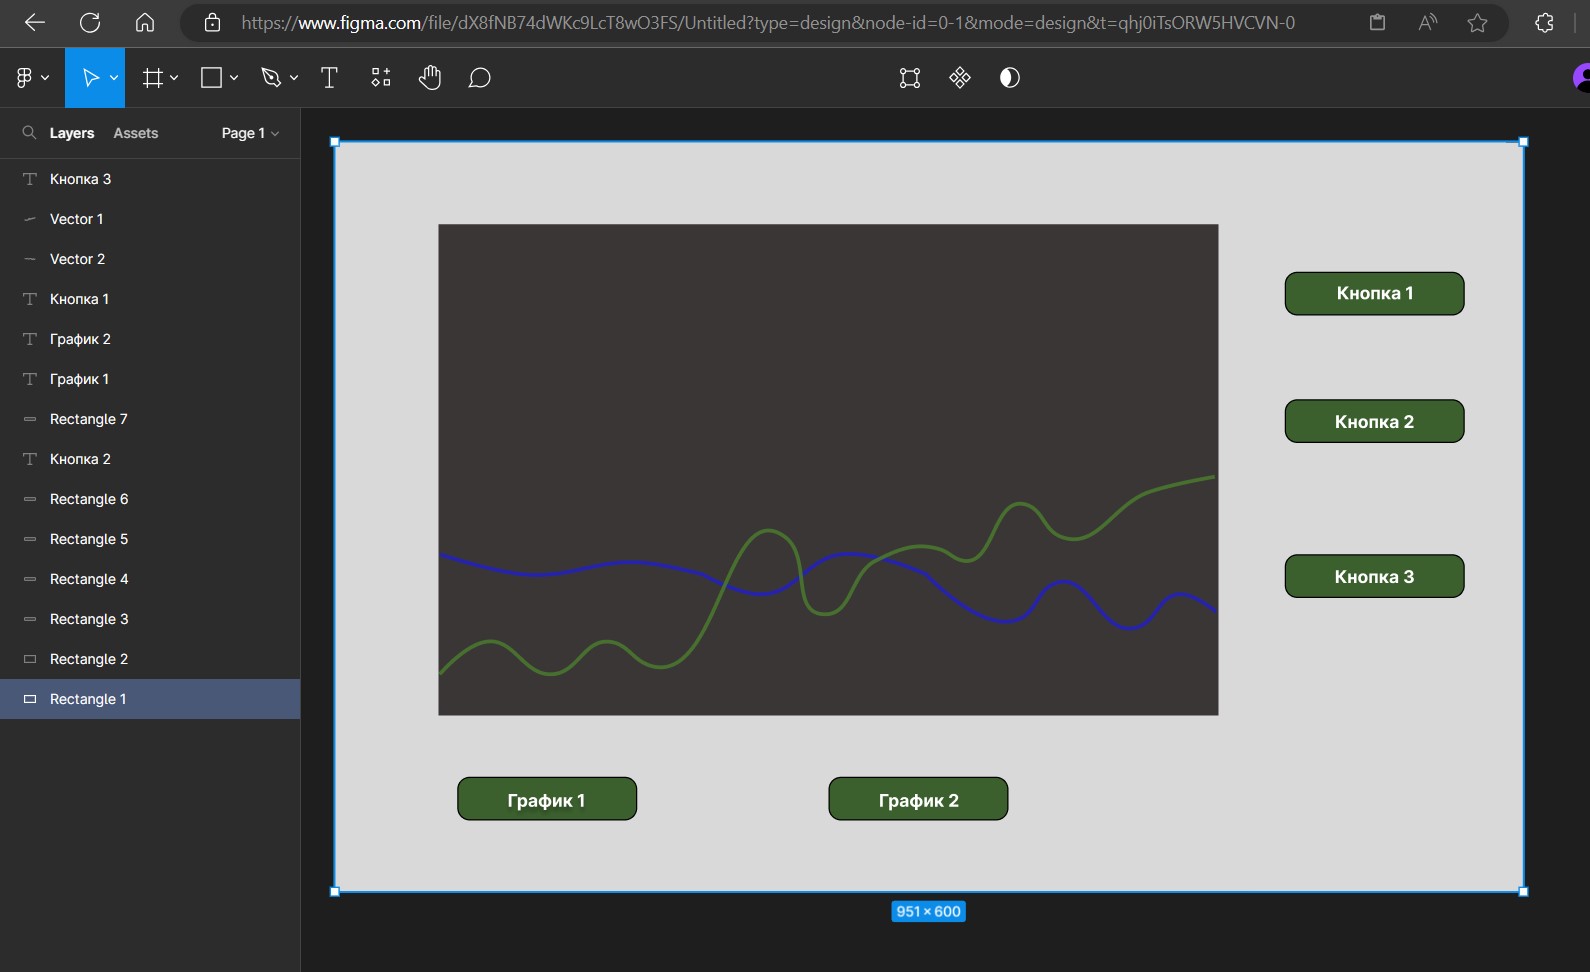 https://www.figma.com/file/dX8fNB74dWKc9LcT8wO3FS/Untitled?type=design&node-id=0-1&mode=design&t=qhj0iTsORW5HVCVN-0
Layers Assets Page 1
Кнопка 3
Vector 1
Vector 2
Кнопка 1
График 2
График 1
Rectangle 7
Кнопка 2
Rectangle 6
Rectangle 5
Rectangle 4
Rectangle 3
Rectangle 2
Rectangle 1
Кнопка 1
Кнопка 2
Кнопка 3
График 1 График 2
951 × 600